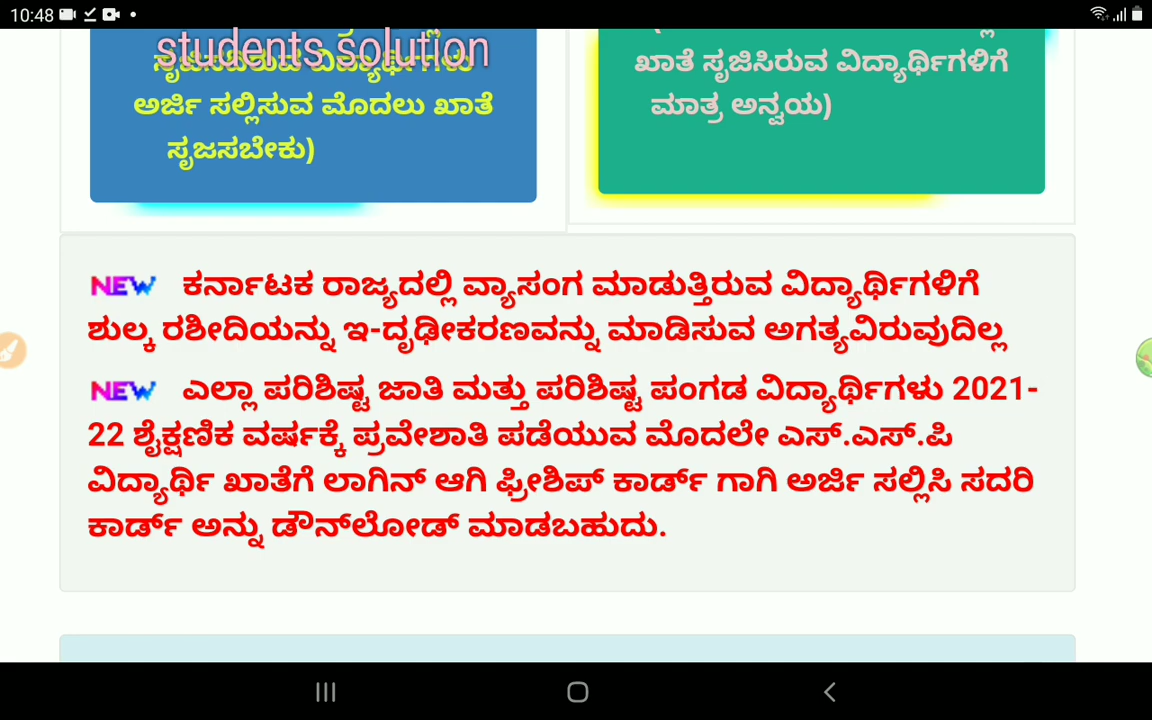 10:48
students solution
ಸೃಜಿಸದಿರುವ ವಿದ್ಯಾರ್ಥಿಗಳು
ಅರ್ಜಿ ಸಲ್ಲಿಸುವ ಮೊದಲು ಖಾತೆ
ಸೃಜಸಬೇಕು)
ಖಾತೆ ಸೃಜಿಸಿರುವ ವಿದ್ಯಾರ್ಥಿಗಳಿಗೆ
ಮಾತ್ರ ಅನ್ವಯ)
NEW ಕರ್ನಾಟಕ ರಾಜ್ಯದಲ್ಲಿ ವ್ಯಾಸಂಗ ಮಾಡುತ್ತಿರುವ ವಿದ್ಯಾರ್ಥಿಗಳಿಗೆ
ಶುಲ್ಕ ರಶೀದಿಯನ್ನು ಇ-ದೃಢೀಕರಣವನ್ನು ಮಾಡಿಸುವ ಅಗತ್ಯವಿರುವುದಿಲ್ಲ
NEW ಎಲ್ಲಾ ಪರಿಶಿಷ್ಟ ಜಾತಿ ಮತ್ತು ಪರಿಶಿಷ್ಟ ಪಂಗಡ ವಿದ್ಯಾರ್ಥಿಗಳು 2021-
22 ಶೈಕ್ಷಣಿಕ ವರ್ಷಕ್ಕೆ ಪ್ರವೇಶಾತಿ ಪಡೆಯುವ ಮೊದಲೇ ಎಸ್.ಎಸ್.ಪಿ
ವಿದ್ಯಾರ್ಥಿ ಖಾತೆಗೆ ಲಾಗಿನ್ ಆಗಿ ಫ್ರೀಶಿಪ್ ಕಾರ್ಡ್ ಗಾಗಿ ಅರ್ಜಿ ಸಲ್ಲಿಸಿ ಸದರಿ
ಕಾರ್ಡ್ ಅನ್ನು ಡೌನ್‌ಲೋಡ್ ಮಾಡಬಹುದು.